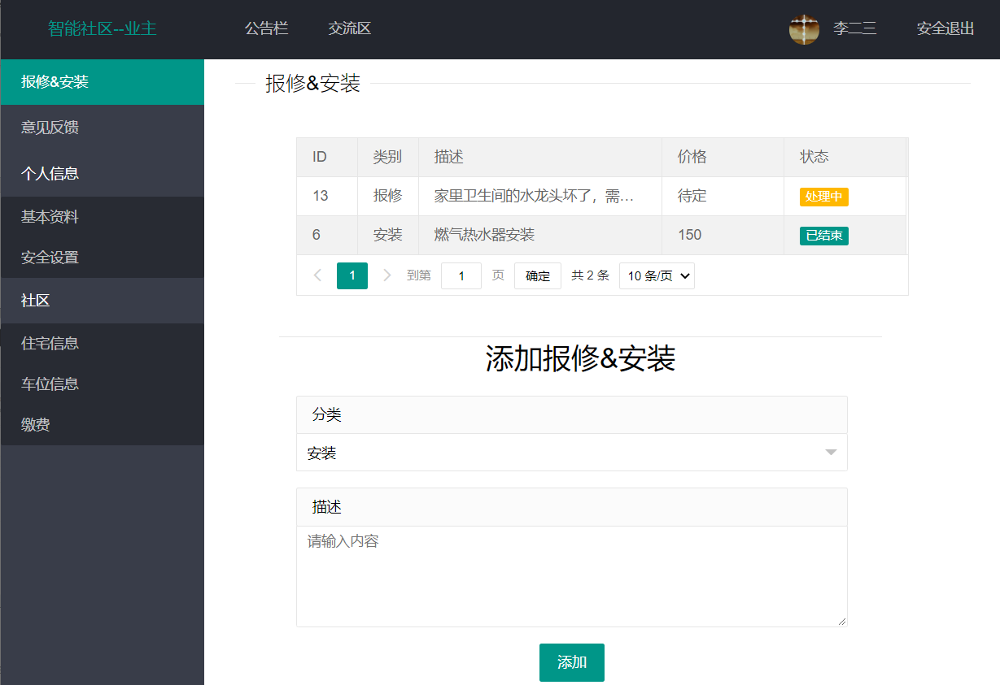 智能社区--业主 公告栏 交流区 李二三 安全退出
报修&安装
意见反馈
个人信息
基本资料
安全设置
社区
住宅信息
车位信息
缴费
报修&安装
ID 类别 描述 价格 状态
13 报修 家里卫生间的水龙头坏了，需... 待定 处理中
6 安装 燃气热水器安装 150 已结束
1 到第 1 页 确定 共 2 条 10 条/页
添加报修&安装
分类
安装
描述
请输入内容
添加